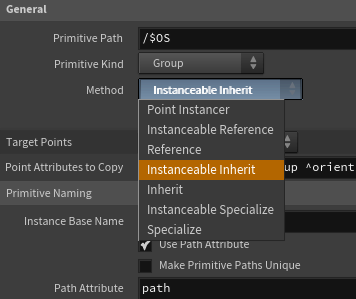 General
Primitive Path /$OS
Primitive Kind Group
Method Instanceable Inherit
Point Instancer
Instanceable Reference
Reference
Instanceable Inherit
Inherit
Instanceable Specialize
Specialize
Target Points
Point Attributes to Copy up ^orient
Primitive Naming
Instance Base Name
Use Path Attribute
Make Primitive Paths Unique
Path Attribute path